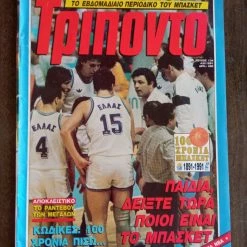 ΤΟ ΕΒΔΟΜΑΔΙΑΙΟ ΠΕΡΙΟΔΙΚΟ ΤΟΥ ΜΠΑΣΚΕΤ
Τρίποντο
ΕΛΛΑΣ
15
ΕΛΛΑΣ
4
100
ΧΡΟΝΙΑ
ΜΠΑΣΚΕΤ
1891-1991
ΑΠΟΚΛΕΙΣΤΙΚΟ
ΤΟ ΡΑΝΤΕΒΟΥ
ΤΩΝ ΜΕΓΑΛΩΝ
ΚΩΔΙΚΕΣ: 100
ΧΡΟΝΙΑ ΠΙΣΩ...
ΠΑΙΔΙΑ,
ΔΕΙΞΤΕ ΤΩΡΑ
ΠΟΙΟΙ ΕΙΝΑΙ
ΤΟ ΜΠΑΣΚΕΤ